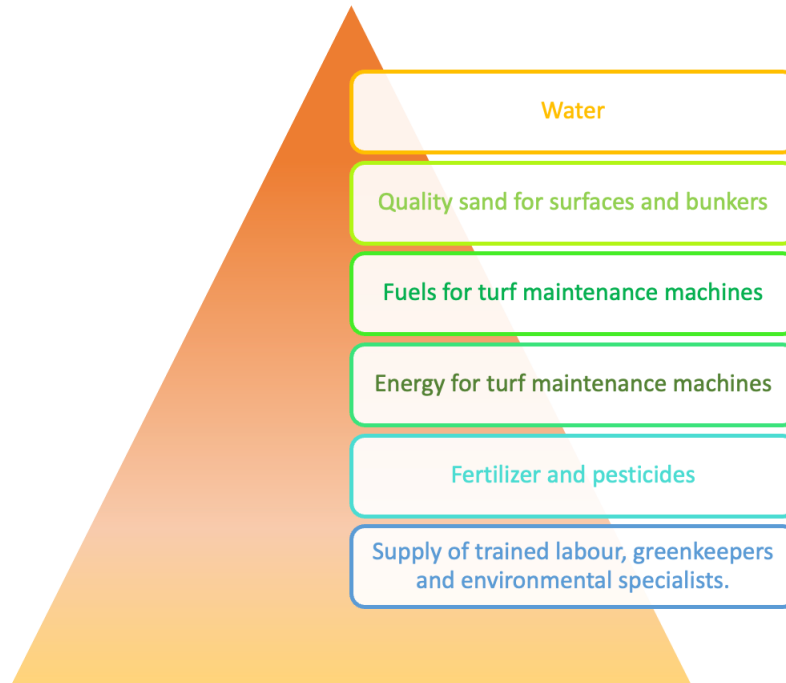 Water
Quality sand for surfaces and bunkers
Fuels for turf maintenance machines
Energy for turf maintenance machines
Fertilizer and pesticides
Supply of trained labour, greenkeepers
and environmental specialists.